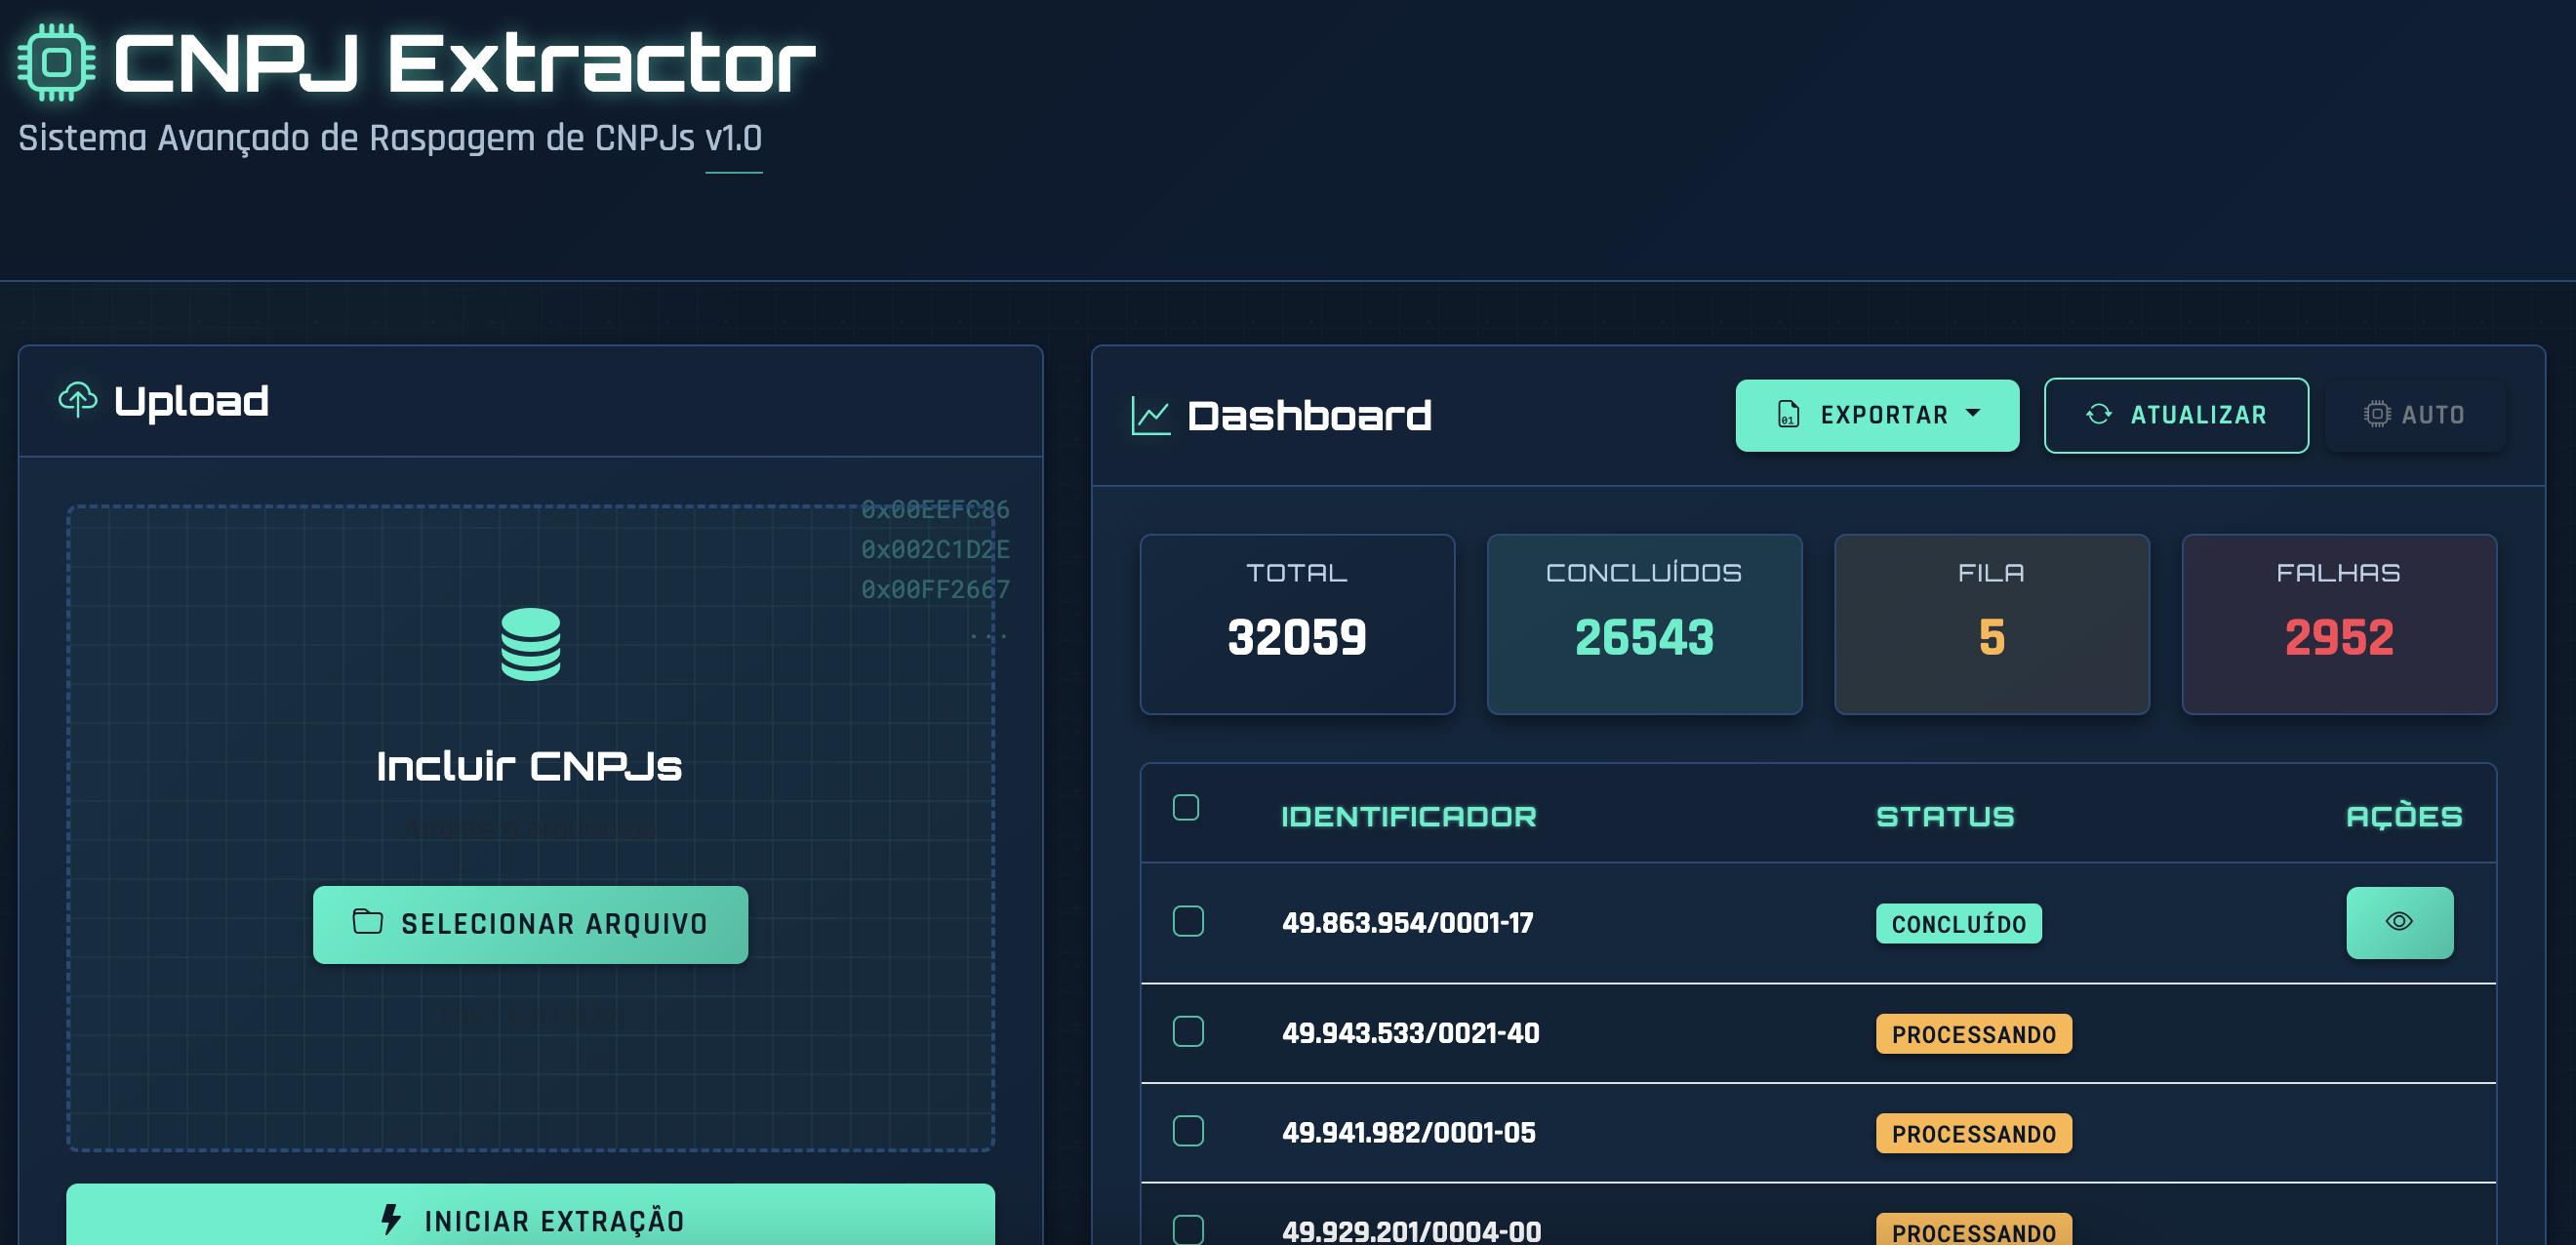 CNPJ Extractor
Sistema Avançado de Raspagem de CNPJs v1.0
Upload
0x00EEFC86
0x002C1D2E
0x00FF2667
...
Incluir CNPJs
SELECIONAR ARQUIVO
INICIAR EXTRAÇÃO
Dashboard
EXPORTAR
ATUALIZAR
AUTO
TOTAL
32059
CONCLUÍDOS
26543
FILA
5
FALHAS
2952
IDENTIFICADOR STATUS AÇÕES
49.863.954/0001-17 CONCLUÍDO
49.943.533/0021-40 PROCESSANDO
49.941.982/0001-05 PROCESSANDO
49.929.201/0004-00 PROCESSANDO